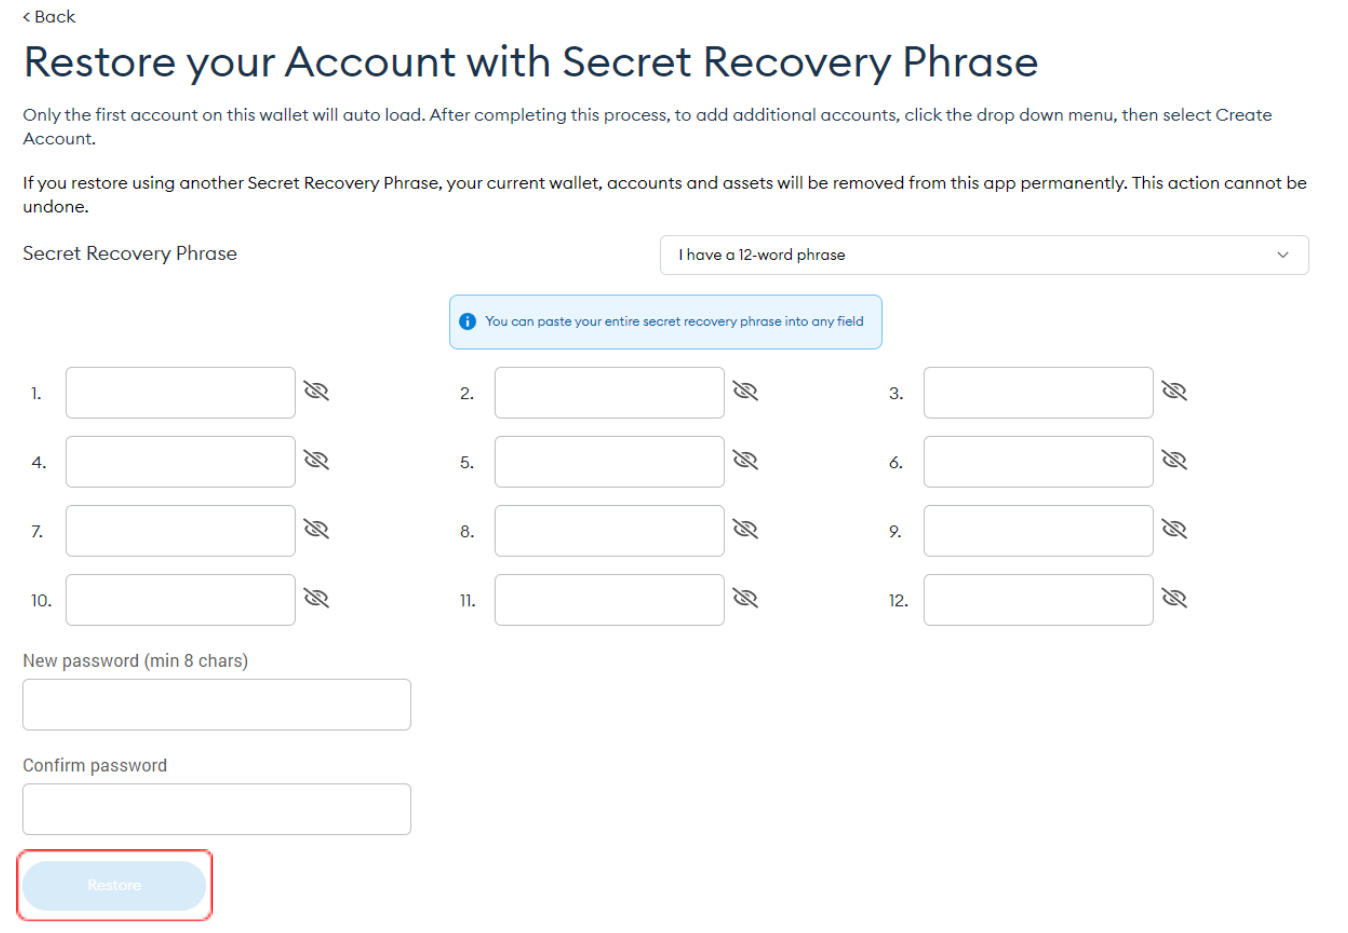 < Back
Restore your Account with Secret Recovery Phrase
Only the first account on this wallet will auto load. After completing this process, to add additional accounts, click the drop down menu, then select Create
Account.
If you restore using another Secret Recovery Phrase, your current wallet, accounts and assets will be removed from this app permanently. This action cannot be
undone.
Secret Recovery Phrase
I have a 12-word phrase
You can paste your entire secret recovery phrase into any field
1. 2. 3.
4. 5. 6.
7. 8. 9.
10. 11. 12.
New password (min 8 chars)
Confirm password
Restore